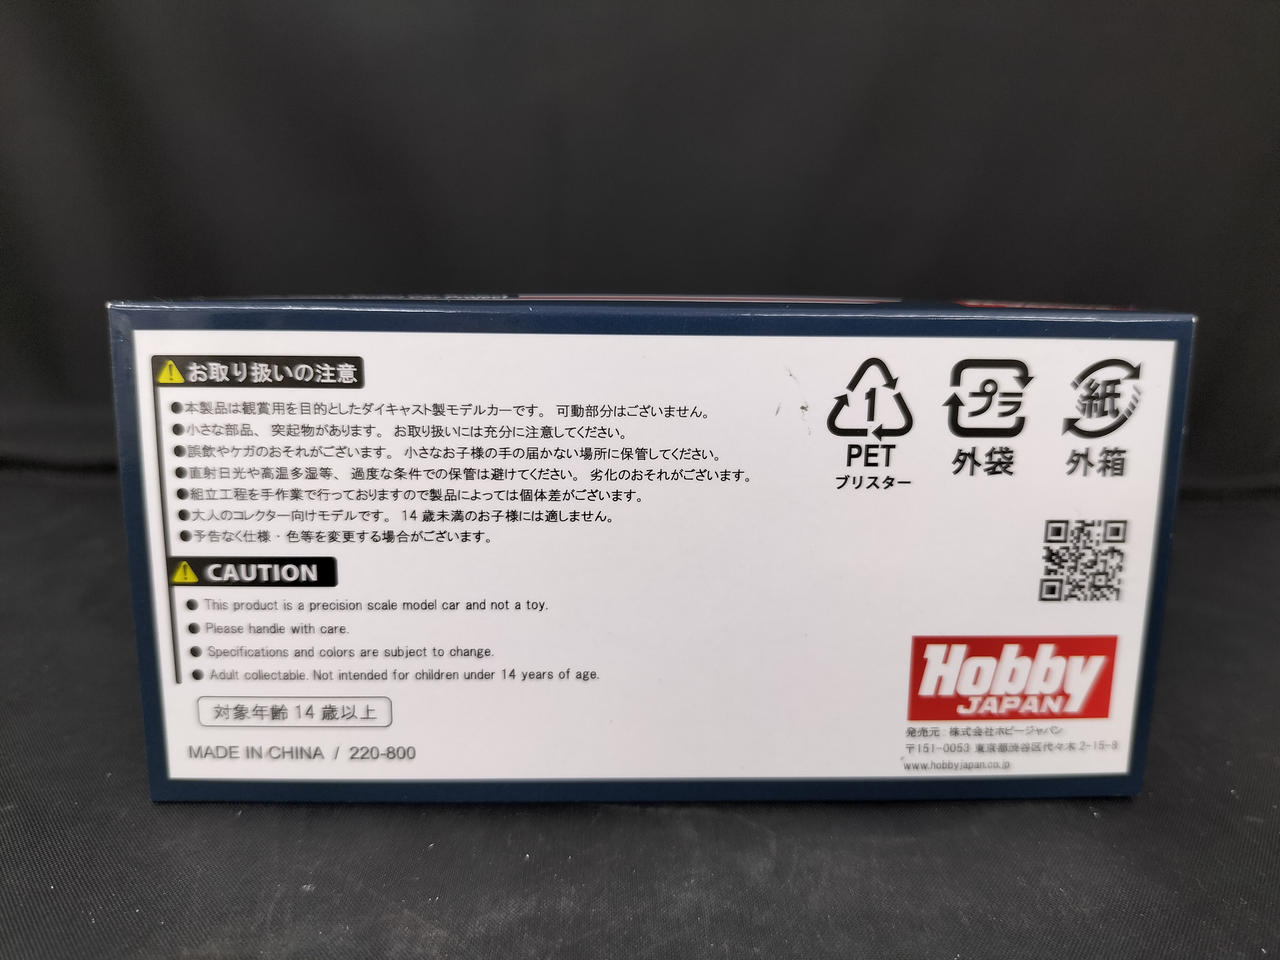 お取り扱いの注意
●本製品は観賞用を目的としたダイキャスト製モデルカーです。 可動部分はございません。
●小さな部品、 突起物があります。 お取り扱いには充分に注意してください。
●誤飲やケガのおそれがございます。 小さなお子様の手の届かない場所に保管してください。
●直射日光や高温多湿等、 過度な条件での保管は避けてください。 劣化のおそれがございます。
●組立工程を手作業で行っておりますので製品によっては個体差がございます。
●大人のコレクター向けモデルです。 14 歳未満のお子様には適しません。
●予告なく仕様・色等を変更する場合がございます。
CAUTION
● This product is a precision scale model car and not a toy.
● Please handle with care.
● Specifications and colors are subject to change.
● Adult collectable. Not intended for children under 14 years of age.
対象年齢 14 歳以上
MADE IN CHINA / 220-800
1
PET
ブリスター
プラ
外袋
紙
外箱
Hobby
JAPAN
発売元：株式会社ホビージャパン
〒151-0053 東京都渋谷区代々木 2-15-8
www.hobbyjapan.co.jp